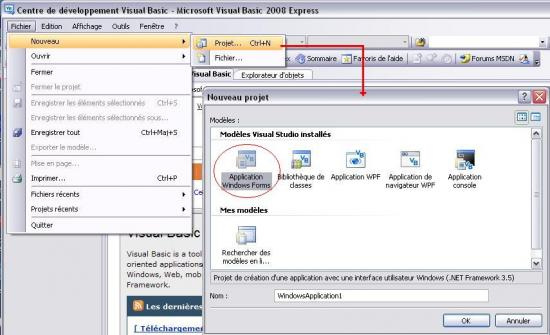 Centre de développement Visual Basic - Microsoft Visual Basic 2008 Express
Fichier Edition Affichage Outils Fenêtre ?
Nouveau
Projet... Ctrl+N
Ouvrir
Fichier...
Sommaire Favoris de l'aide Forums MSDN
Fermer
Visual Basic Explorateur d'objets
Fermer le projet
Enregistrer les éléments sélectionnés Ctrl+S
Enregistrer les éléments sélectionnés sous...
Enregistrer tout Ctrl+Maj+S
Exporter le modèle...
Mise en page...
Imprimer... Ctrl+P
Fichiers récents
Projets récents
Quitter
Nouveau projet
Modèles :
Modèles Visual Studio installés
Application Windows Forms
Bibliothèque de classes
Application WPF
Application de navigateur WPF
Application console
Mes modèles
Rechercher des modèles en li...
Projet de création d'une application avec une interface utilisateur Windows (.NET Framework 3.5)
Nom : WindowsApplication1
OK Annuler
Visual Basic
Visual Basic is a tool
oriented applications
Windows, Web, mob
Framework.
Les dernières
[ Téléchargemen